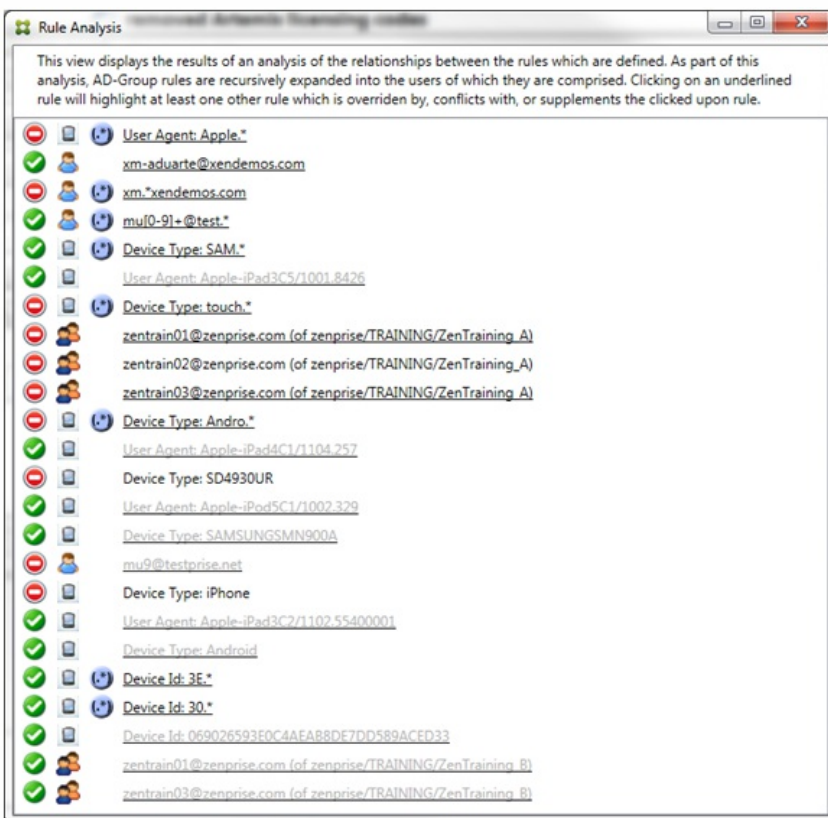 removed Artemis licensing codes
Rule Analysis
This view displays the results of an analysis of the relationships between the rules which are defined. As part of this
analysis, AD-Group rules are recursively expanded into the users of which they are comprised. Clicking on an underlined
rule will highlight at least one other rule which is overriden by, conflicts with, or supplements the clicked upon rule.
(.*) User Agent: Apple.*
xm-aduarte@xendemos.com
(.*) xm.*xendemos.com
(.*) mu[0-9]+@test.*
(.*) Device Type: SAM.*
User Agent: Apple-iPad3C5/1001.8426
(.*) Device Type: touch.*
zentrain01@zenprise.com (of zenprise/TRAINING/ZenTraining_A)
zentrain02@zenprise.com (of zenprise/TRAINING/ZenTraining_A)
zentrain03@zenprise.com (of zenprise/TRAINING/ZenTraining_A)
(.*) Device Type: Andro.*
User Agent: Apple-iPad4C1/1104.257
Device Type: SD4930UR
User Agent: Apple-iPod5C1/1002.329
Device Type: SAMSUNGSMN900A
mu9@testprise.net
Device Type: iPhone
User Agent: Apple-iPad3C2/1102.55400001
Device Type: Android
(.*) Device Id: 3E.*
(.*) Device Id: 30.*
Device Id: 069026593E0C4AEAB8DE7DD589ACED33
zentrain01@zenprise.com (of zenprise/TRAINING/ZenTraining_B)
zentrain03@zenprise.com (of zenprise/TRAINING/ZenTraining_B)